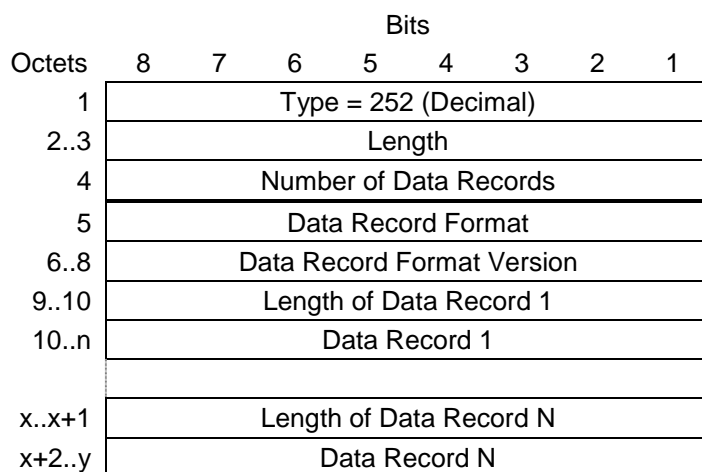 Bits
Octets 8 7 6 5 4 3 2 1
1 Type = 252 (Decimal)
2..3 Length
4 Number of Data Records
5 Data Record Format
6..8 Data Record Format Version
9..10 Length of Data Record 1
10..n Data Record 1
x..x+1 Length of Data Record N
x+2..y Data Record N